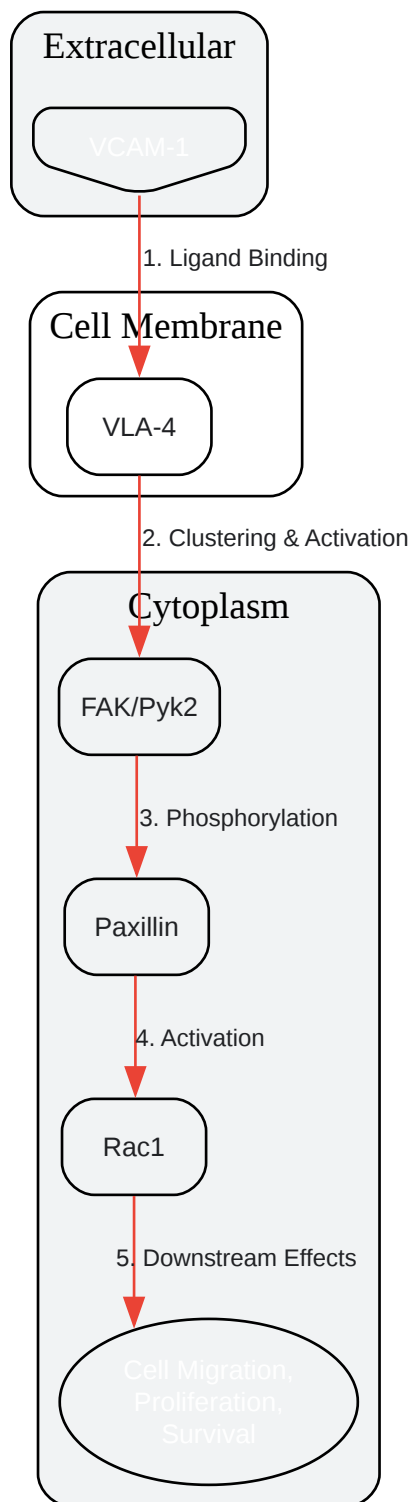 Extracellular
VCAM-1
1. Ligand Binding
Cell Membrane
VLA-4
2. Clustering & Activation
Cytoplasm
FAK/Pyk2
3. Phosphorylation
Paxillin
4. Activation
Rac1
5. Downstream Effects
Cell Migration,
Proliferation,
Survival